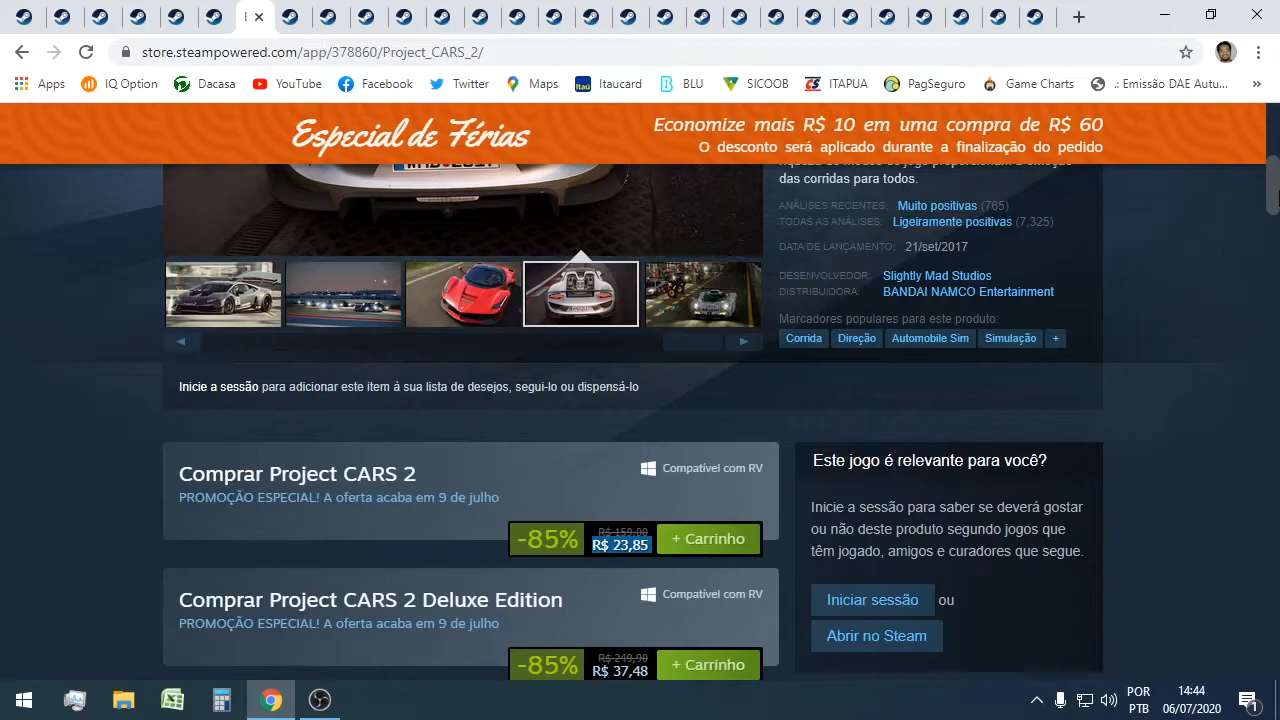 E
store.steampowered.com/app/378860/Project_CARS_2/
Apps
IQ Option
Dacasa
YouTube
Facebook
Twitter
Maps
Itaucard
BLU
SICOOB
ITAPUA
PagSeguro
Game Charts
.: Emissão DAE Autu...
»
Especial de Férias
Economize mais R$ 10 em uma compra de R$ 60
O desconto será aplicado durante a finalização do pedido
das corridas para todos.
ANÁLISES RECENTES: Muito positivas (765)
TODAS AS ANÁLISES: Ligeiramente positivas (7,325)
DATA DE LANÇAMENTO: 21/set/2017
DESENVOLVEDOR: Slightly Mad Studios
DISTRIBUIDORA: BANDAI NAMCO Entertainment
Marcadores populares para este produto:
Corrida Direção Automobile Sim Simulação +
Inicie a sessão para adicionar este item à sua lista de desejos, segui-lo ou dispensá-lo
Comprar Project CARS 2
Compatível com RV
PROMOÇÃO ESPECIAL! A oferta acaba em 9 de julho
-85% R$ 23,85 + Carrinho
Comprar Project CARS 2 Deluxe Edition
Compatível com RV
PROMOÇÃO ESPECIAL! A oferta acaba em 9 de julho
-85% R$ 249,90 R$ 37,48 + Carrinho
Este jogo é relevante para você?
Inicie a sessão para saber se deverá gostar
ou não deste produto segundo jogos que
têm jogado, amigos e curadores que segue.
Iniciar sessão ou
Abrir no Steam
POR
PTB
14:44
06/07/2020
1